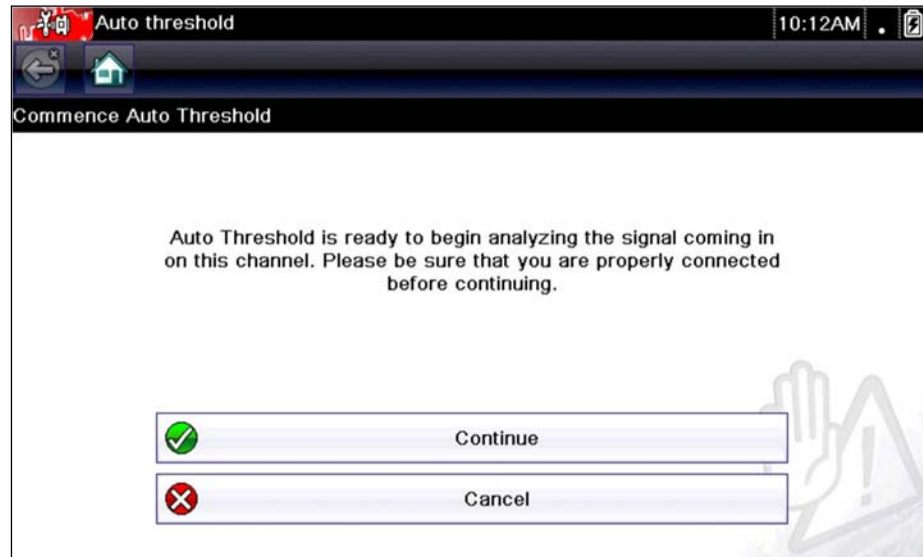 Auto threshold
10:12AM
Commence Auto Threshold
Auto Threshold is ready to begin analyzing the signal coming in
on this channel. Please be sure that you are properly connected
before continuing.
Continue
Cancel